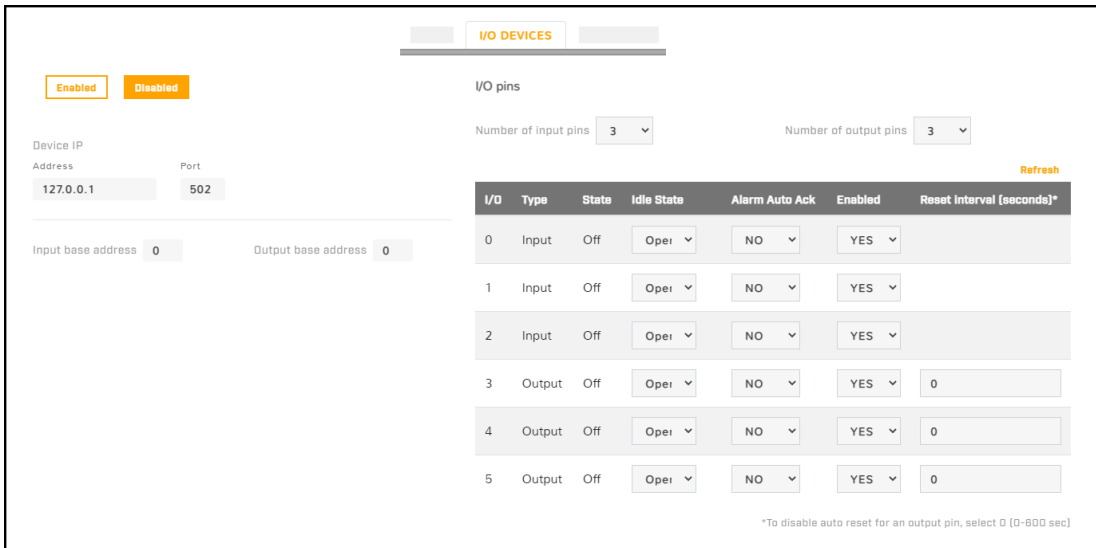 I/O DEVICES
Enabled Disabled
Device IP
Address Port
127.0.0.1 502
Input base address 0 Output base address 0
I/O pins
Number of input pins 3 Number of output pins 3
Refresh
I/O Type State Idle State Alarm Auto Ack Enabled Reset interval (seconds)*
0 Input Off Oper NO YES
1 Input Off Oper NO YES
2 Input Off Oper NO YES
3 Output Off Oper NO YES 0
4 Output Off Oper NO YES 0
5 Output Off Oper NO YES 0
*To disable auto reset for an output pin, select 0 (0-600 sec)